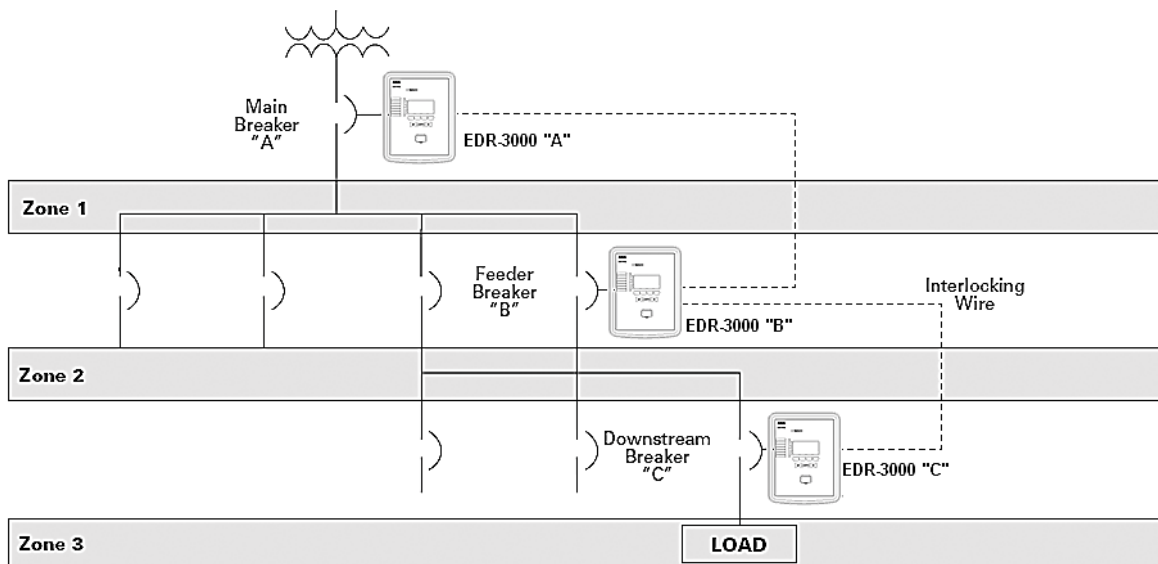 Main
Breaker
"A"
EDR-3000 "A"
Zone 1
Feeder
Breaker
"B"
EDR-3000 "B"
Interlocking
Wire
Zone 2
Downstream
Breaker
"C"
EDR-3000 "C"
Zone 3
LOAD